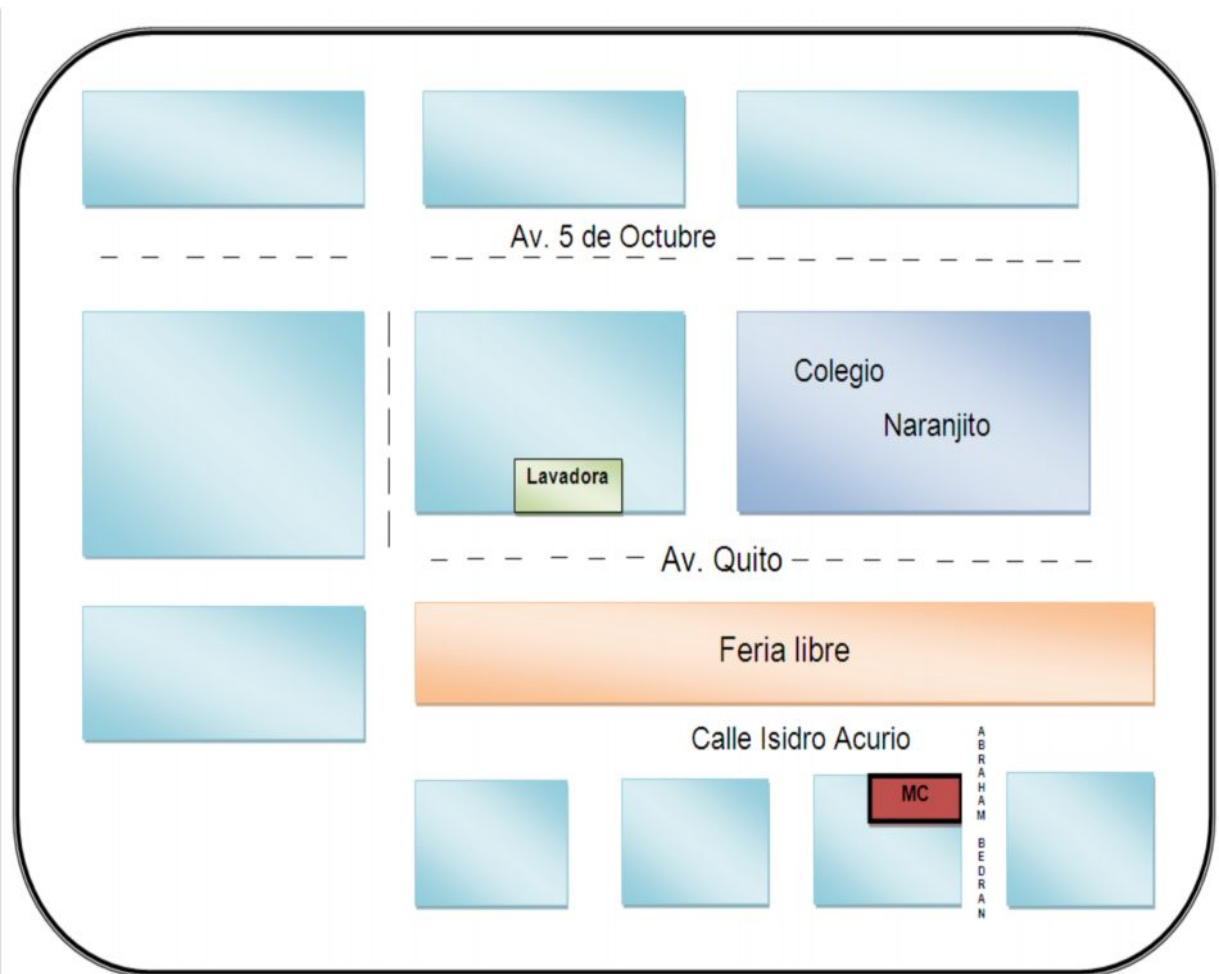 Av. 5 de Octubre
Colegio
Naranjito
Lavadora
Av. Quito
Feria libre
Calle Isidro Acurio
ABRAHAM BEDRAN
MC